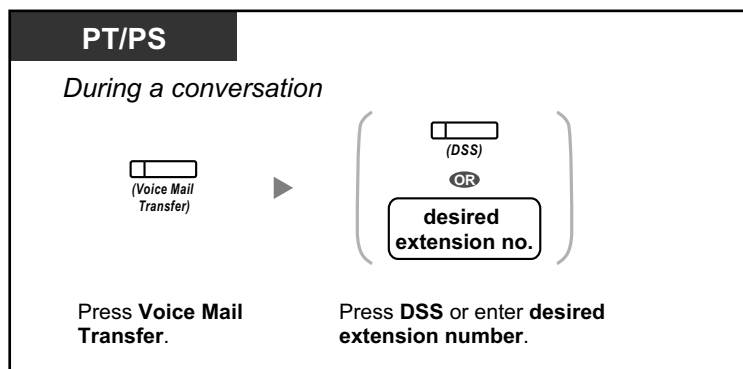 PT/PS
During a conversation
(Voice Mail
Transfer)
(DSS)
OR
desired
extension no.
Press Voice Mail
Transfer.
Press DSS or enter desired
extension number.